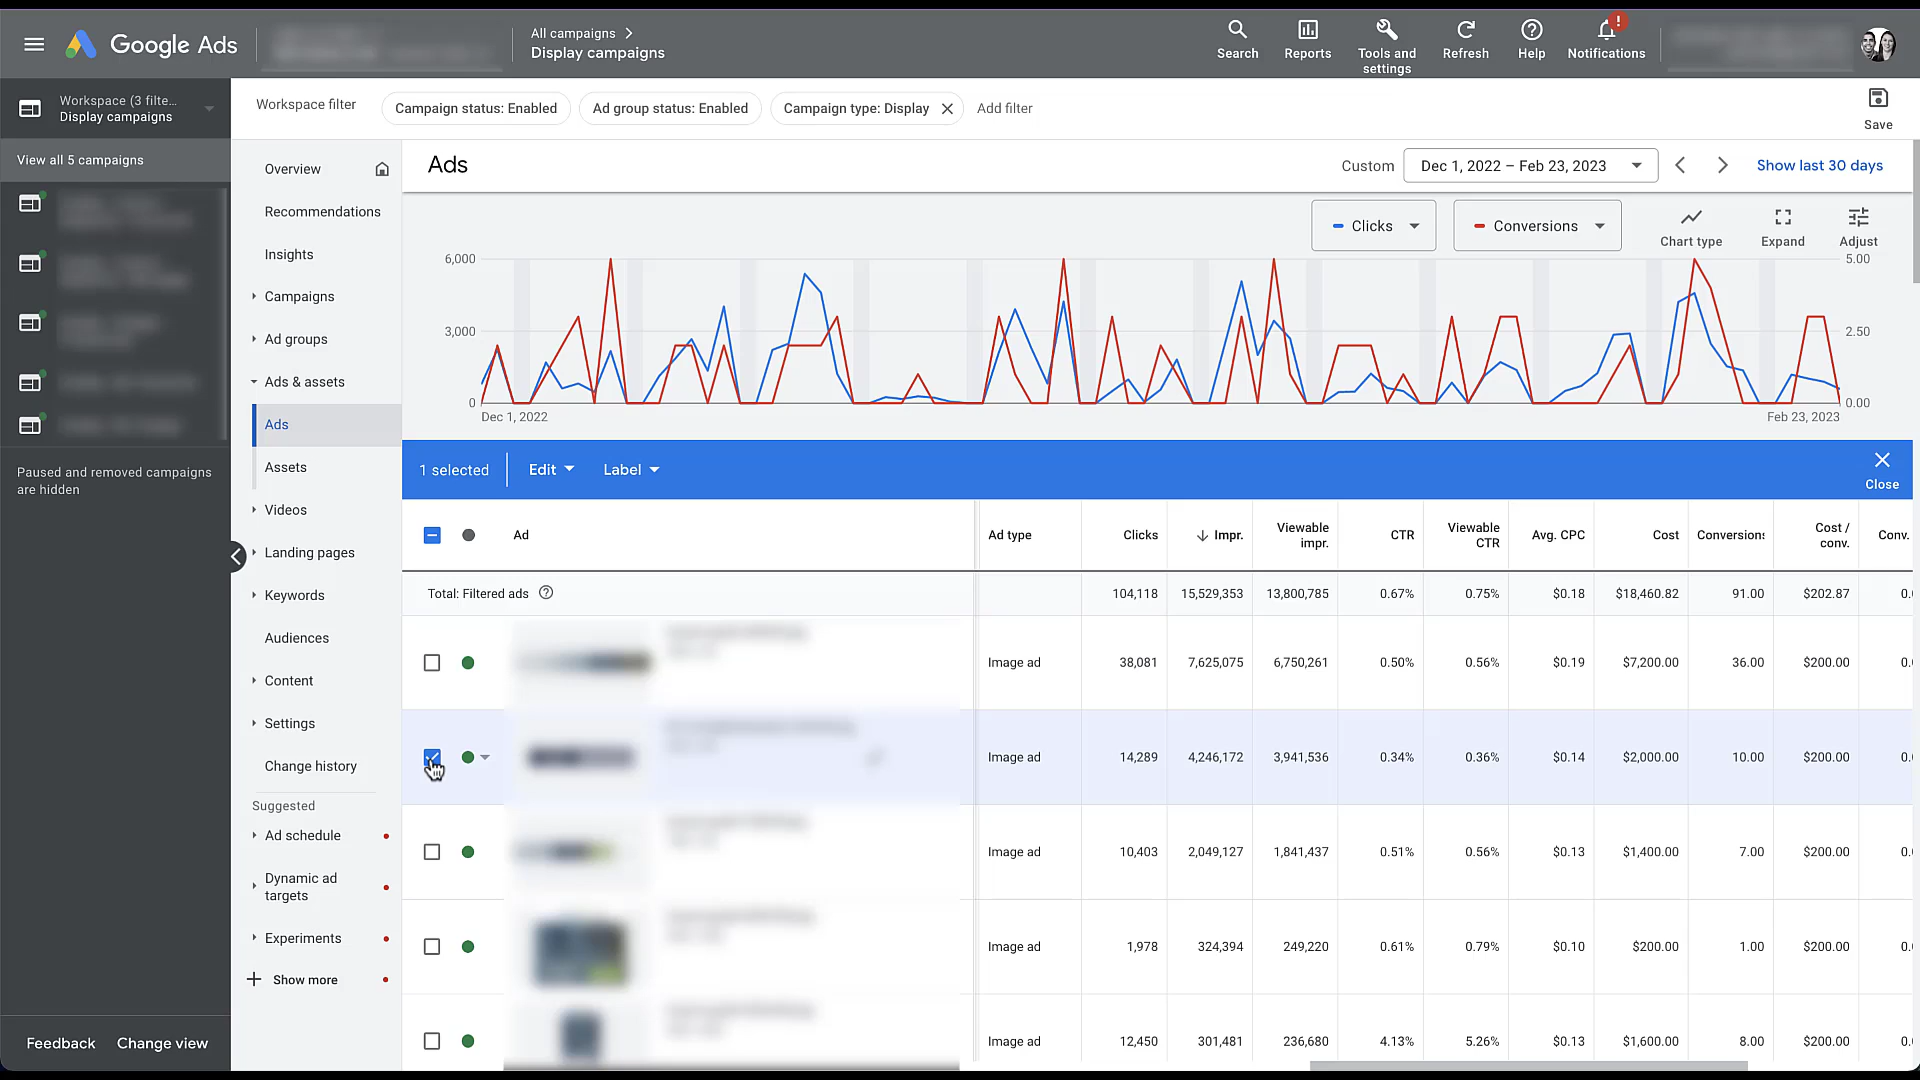 Google Ads
All campaigns
Display campaigns
Search
Reports
Tools and
settings
Refresh
Help
!
Notifications
Workspace (3 filte...
Display campaigns
Workspace filter
Campaign status: Enabled
Ad group status: Enabled
Campaign type: Display
Add filter
Save
View all 5 campaigns
Paused and removed campaigns
are hidden
Feedback
Change view
Overview
Recommendations
Insights
Campaigns
Ad groups
Ads & assets
Ads
Assets
Videos
Landing pages
Keywords
Audiences
Content
Settings
Change history
Suggested
Ad schedule
Dynamic ad
targets
Experiments
Show more
Ads
Custom
Dec 1, 2022 – Feb 23, 2023
Show last 30 days
Clicks
Conversions
Chart type
Expand
Adjust
6,000
3,000
0
5.00
2.50
0.00
Dec 1, 2022
Feb 23, 2023
1 selected
Edit
Label
Close
Ad
Ad type
Clicks
Impr.
Viewable
impr.
CTR
Viewable
CTR
Avg. CPC
Cost
Conversions
Cost /
conv.
Conv.
Total: Filtered ads 104,118 15,529,353 13,800,785 0.67% 0.75% $0.18 $18,460.82 91.00 $202.87 0.
Image ad 38,081 7,625,075 6,750,261 0.50% 0.56% $0.19 $7,200.00 36.00 $200.00 0.
Image ad 14,289 4,246,172 3,941,536 0.34% 0.36% $0.14 $2,000.00 10.00 $200.00 0.
Image ad 10,403 2,049,127 1,841,437 0.51% 0.56% $0.13 $1,400.00 7.00 $200.00 0.
Image ad 1,978 324,394 249,220 0.61% 0.79% $0.10 $200.00 1.00 $200.00 0.
Image ad 12,450 301,481 236,680 4.13% 5.26% $0.13 $1,600.00 8.00 $200.00 0.